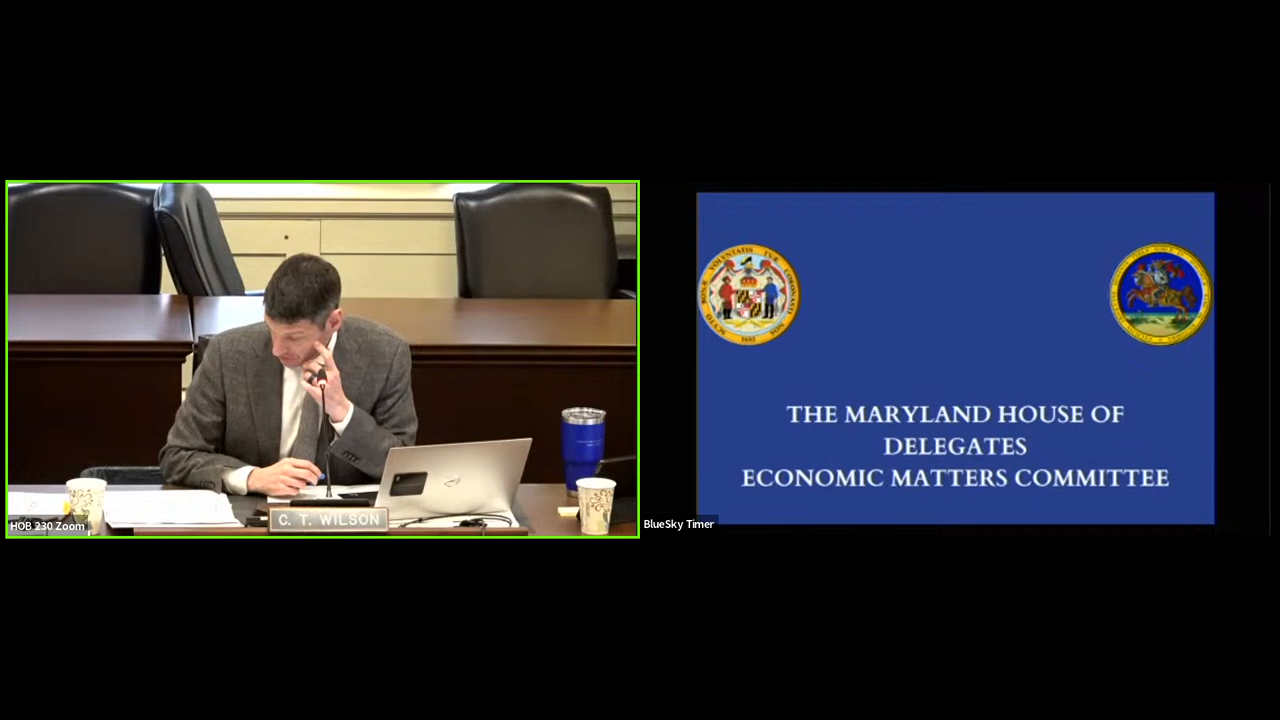 C. T. WILSON
HOB 230 Zoom
THE MARYLAND HOUSE OF
DELEGATES
ECONOMIC MATTERS COMMITTEE
BlueSky Timer